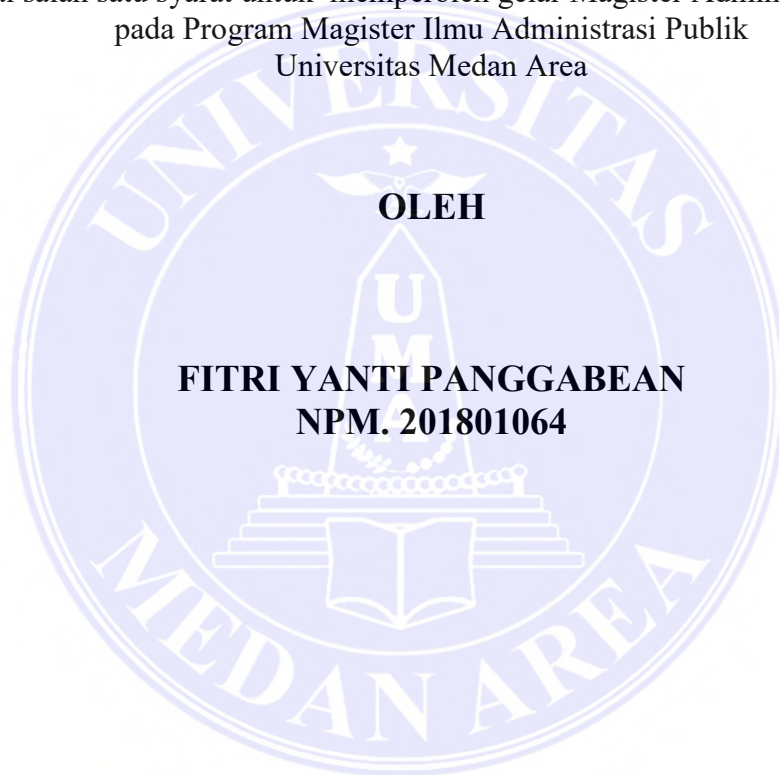 salah satu syarat untuk memperoleh gelar Magister
pada Program Magister Ilmu Administrasi Publik
Universitas Medan Area
UNIVERSITAS
OLEH
U
M
A
FITRI YANTI PANGGABEAN
NPM. 201801064
MEDAN AREA